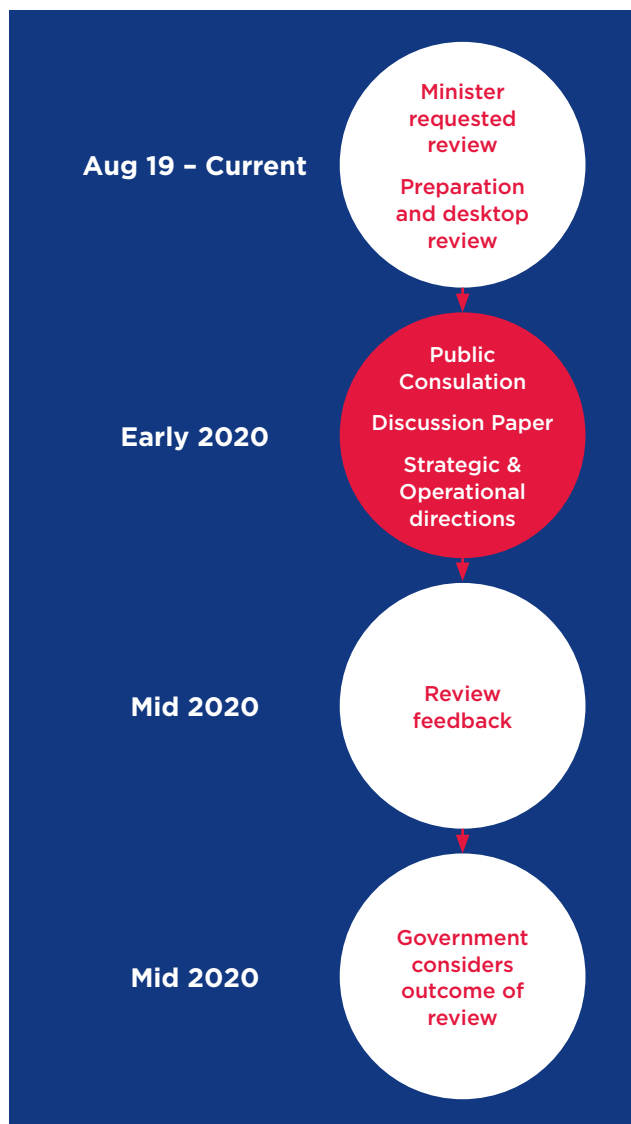 Aug 19 – Current
Minister
requested
review
Preparation
and desktop
review
Early 2020
Public
Consulation
Discussion Paper
Strategic &
Operational
directions
Mid 2020
Review
feedback
Mid 2020
Government
considers
outcome of
review